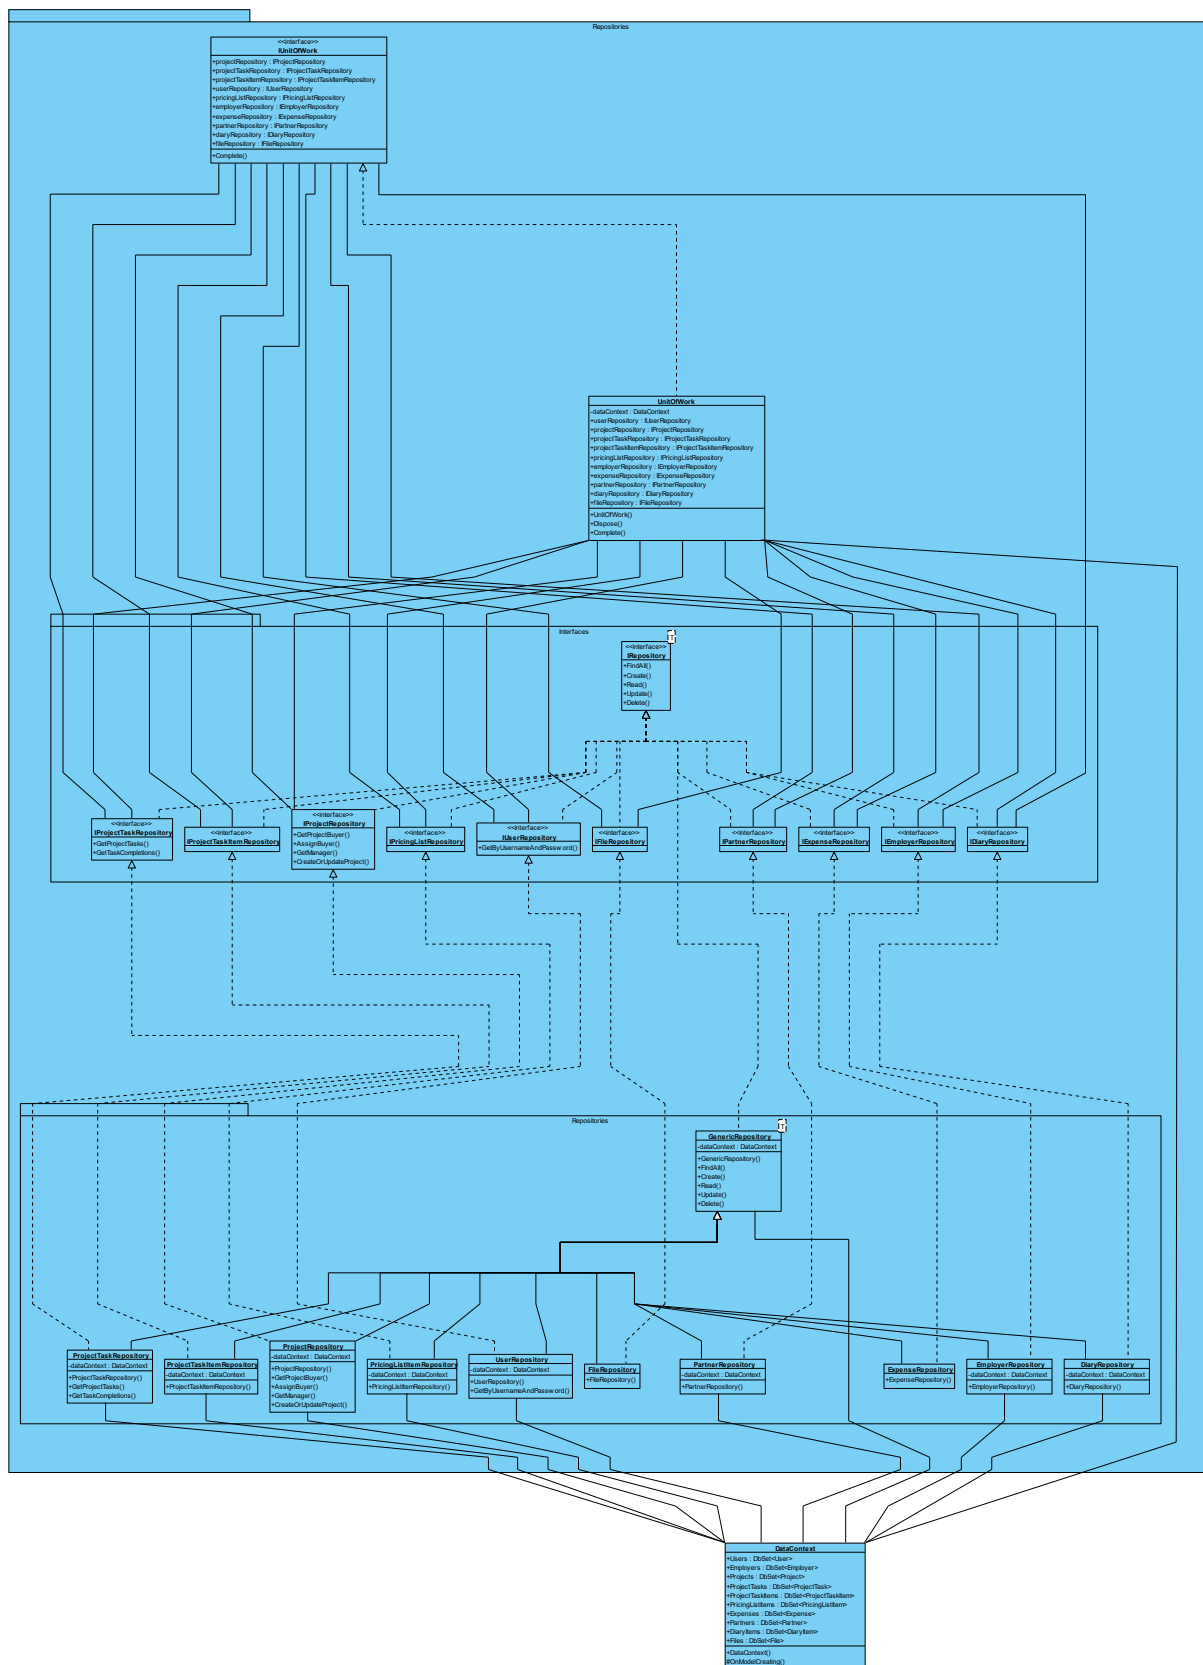 Repositories
<<interface>>
IUnitOfWork
+projectRepository : IProjectRepository
+projectTaskRepository : IProjectTaskRepository
+projectTaskItemRepository : IProjectTaskItemRepository
+userRepository : IUserRepository
+pricingListRepository : IPricingListRepository
+employerRepository : IEmployerRepository
+expenseRepository : IExpenseRepository
+partnerRepository : IPartnerRepository
+diaryRepository : IDiaryRepository
+fileRepository : IFileRepository
+Complete()
UnitOfWork
-dataContext : DataContext
+userRepository : IUserRepository
+projectRepository : IProjectRepository
+projectTaskRepository : IProjectTaskRepository
+projectTaskItemRepository : IProjectTaskItemRepository
+pricingListRepository : IPricingListRepository
+employerRepository : IEmployerRepository
+expenseRepository : IExpenseRepository
+partnerRepository : IPartnerRepository
+diaryRepository : IDiaryRepository
+fileRepository : IFileRepository
+UnitOfWork()
+Dispose()
+Complete()
Interfaces
T
<<interface>>
IRepository
+FindAll()
+Create()
+Read()
+Update()
+Delete()
<<interface>>
IProjectTaskRepository
+GetProjectTasks()
+GetTaskCompletions()
<<interface>>
IProjectTaskItemRepository
<<interface>>
IProjectRepository
+GetProjectBuyer()
+AssignBuyer()
+GetManager()
+CreateOrUpdateProject()
<<interface>>
IPricingListRepository
<<interface>>
IUserRepository
+GetByUsernameAndPassword()
<<interface>>
IFileRepository
<<interface>>
IPartnerRepository
<<interface>>
IExpenseRepository
<<interface>>
IEmployerRepository
<<interface>>
IDiaryRepository
Repositories
T
GenericRepository
-dataContext : DataContext
+GenericRepository()
+FindAll()
+Create()
+Read()
+Update()
+Delete()
ProjectTaskRepository
-dataContext : DataContext
+ProjectTaskRepository()
+GetProjectTasks()
+GetTaskCompletions()
ProjectTaskItemRepository
-dataContext : DataContext
+ProjectTaskItemRepository()
ProjectRepository
-dataContext : DataContext
+ProjectRepository()
+GetProjectBuyer()
+AssignBuyer()
+GetManager()
+CreateOrUpdateProject()
PricingListItemRepository
-dataContext : DataContext
+PricingListItemRepository()
UserRepository
-dataContext : DataContext
+UserRepository()
+GetByUsernameAndPassword()
FileRepository
+FileRepository()
PartnerRepository
-dataContext : DataContext
+PartnerRepository()
ExpenseRepository
+ExpenseRepository()
EmployerRepository
-dataContext : DataContext
+EmployerRepository()
DiaryRepository
-dataContext : DataContext
+DiaryRepository()
DataContext
+Users : DbSet<User>
+Employers : DbSet<Employer>
+Projects : DbSet<Project>
+ProjectTasks : DbSet<ProjectTask>
+ProjectTaskItems : DbSet<ProjectTaskItem>
+PricingListItems : DbSet<PricingListItem>
+Expenses : DbSet<Expense>
+Partners : DbSet<Partner>
+DiaryItems : DbSet<DiaryItem>
+Files : DbSet<File>
+DataContext()
#OnModelCreating()